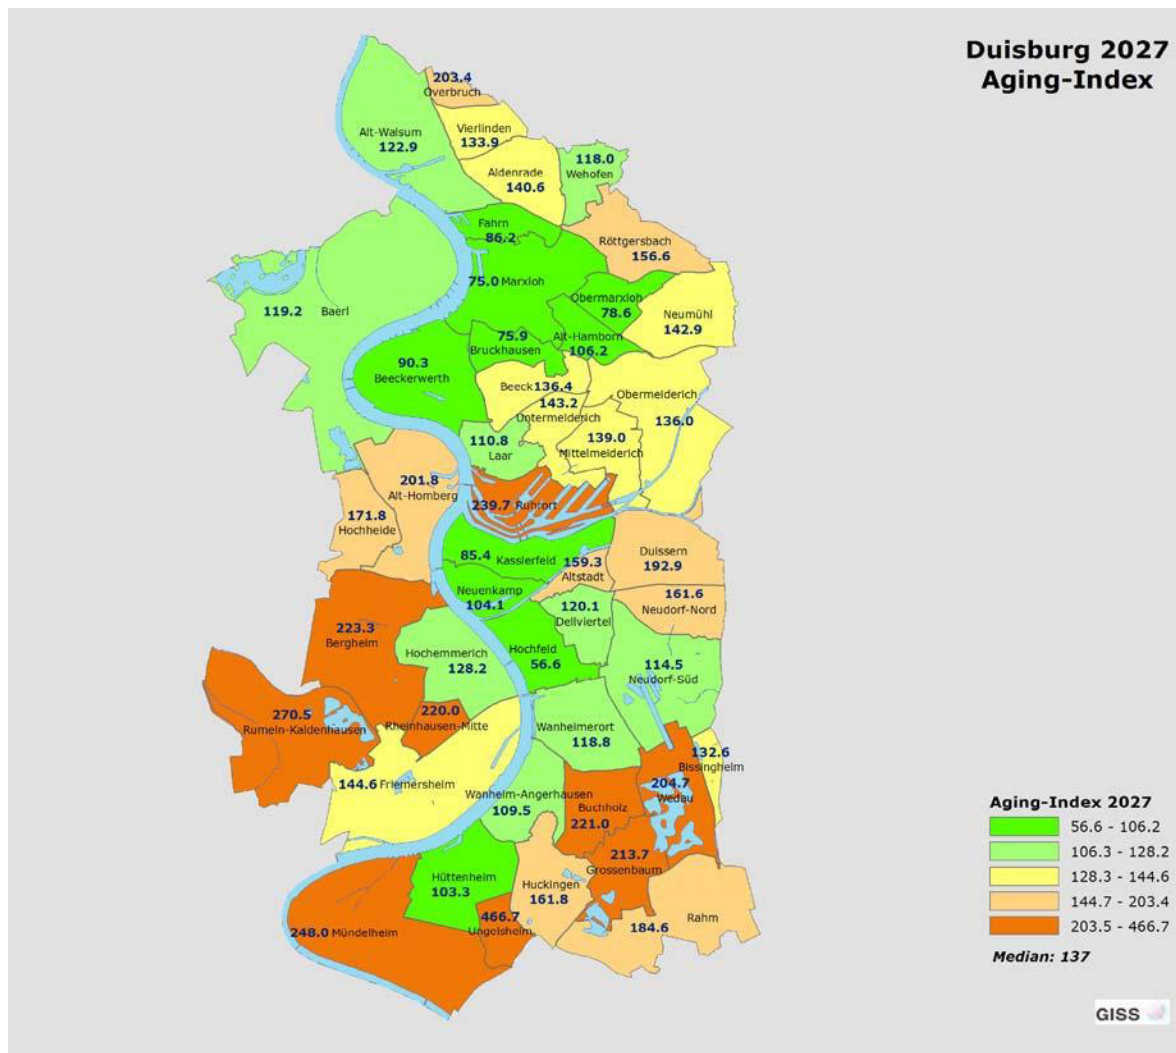 Duisburg 2027
Aging-Index
203.4
Overbruch
Vierlinden
133.9
Alt-Walsum
122.9
Aldenrade
140.6
118.0
Wehofen
Fahrn
86.2
Röttgersbach
156.6
75.0 Marxloh
Obermarxloh
78.6
Neumühl
142.9
119.2
Baerl
75.9
Bruckhausen
Alt-Hamborn
106.2
90.3
Beeckerwerth
Beeck 136.4
143.2
Untermeiderich
Obermeiderich
136.0
139.0
Mittelmeiderich
110.8
Laar
201.8
Alt-Homberg
171.8
Hochheide
239.7 Ruhrort
85.4 Kasslerfeld
159.3
Altstadt
Duissern
192.9
Neuenkamp
104.1
161.6
Neudorf-Nord
120.1
Dellviertel
223.3
Bergheim
Hochemmerich
128.2
Hochfeld
56.6
114.5
Neudorf-Süd
270.5
Rumeln-Kaldenhausen
220.0
Rheinhausen-Mitte
Wanheimerort
118.8
132.6
Bissingheim
144.6 Friemersheim
204.7
Wedau
Wanheim-Angerhausen
109.5
Buchholz
221.0
213.7
Grossenbaum
Hüttenheim
103.3
Huckingen
161.8
466.7
Ungelsheim
184.6
Rahm
248.0 Mündelheim
Aging-Index 2027
56.6 - 106.2
106.3 - 128.2
128.3 - 144.6
144.7 - 203.4
203.5 - 466.7
Median: 137
GISS